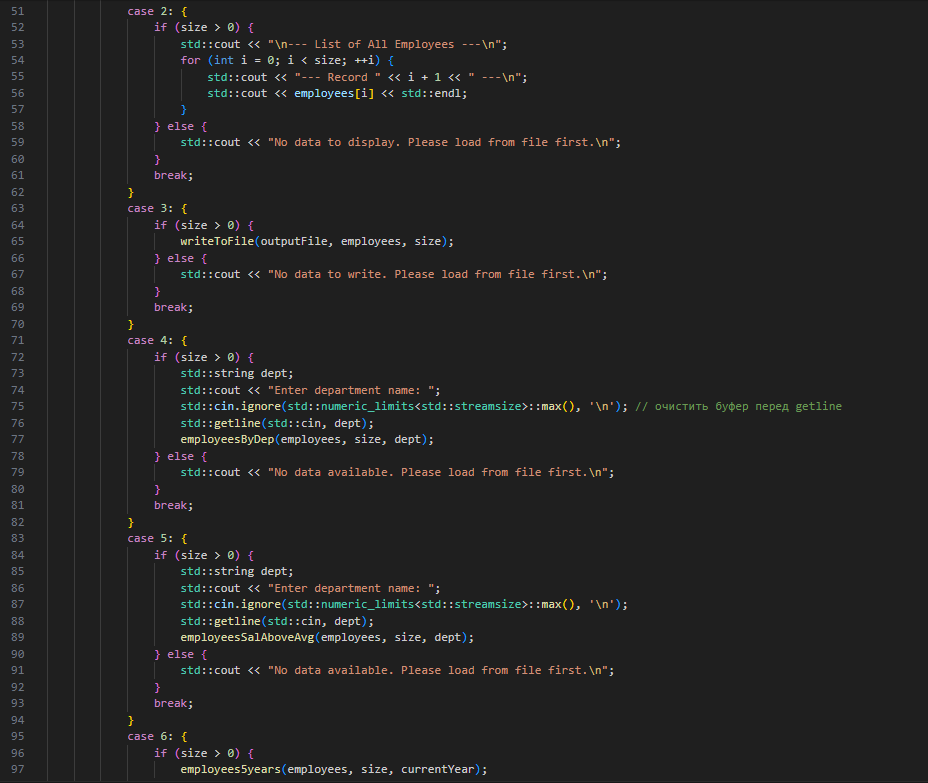 51 case 2: {
52 if (size > 0) {
53 std::cout << "\n--- List of All Employees ---\n";
54 for (int i = 0; i < size; ++i) {
55 std::cout << "--- Record " << i + 1 << " ---\n";
56 std::cout << employees[i] << std::endl;
57 }
58 } else {
59 std::cout << "No data to display. Please load from file first.\n";
60 }
61 break;
62 }
63 case 3: {
64 if (size > 0) {
65 writeToFile(outputFile, employees, size);
66 } else {
67 std::cout << "No data to write. Please load from file first.\n";
68 }
69 break;
70 }
71 case 4: {
72 if (size > 0) {
73 std::string dept;
74 std::cout << "Enter department name: ";
75 std::cin.ignore(std::numeric_limits<std::streamsize>::max(), '\n'); // очистить буфер перед getline
76 std::getline(std::cin, dept);
77 employeesByDep(employees, size, dept);
78 } else {
79 std::cout << "No data available. Please load from file first.\n";
80 }
81 break;
82 }
83 case 5: {
84 if (size > 0) {
85 std::string dept;
86 std::cout << "Enter department name: ";
87 std::cin.ignore(std::numeric_limits<std::streamsize>::max(), '\n');
88 std::getline(std::cin, dept);
89 employeesSalAboveAvg(employees, size, dept);
90 } else {
91 std::cout << "No data available. Please load from file first.\n";
92 }
93 break;
94 }
95 case 6: {
96 if (size > 0) {
97 employees5years(employees, size, currentYear);